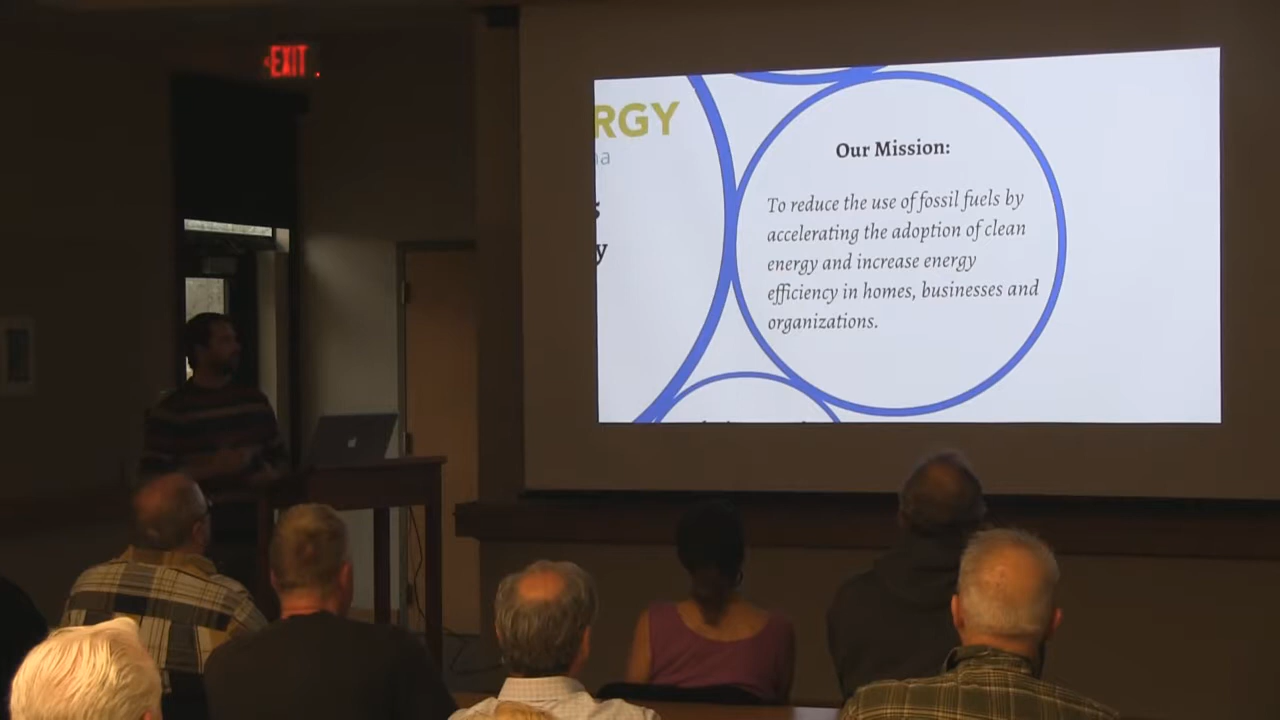 EXIT
RGY
na
s
y
Our Mission:
To reduce the use of fossil fuels by
accelerating the adoption of clean
energy and increase energy
efficiency in homes, businesses and
organizations.